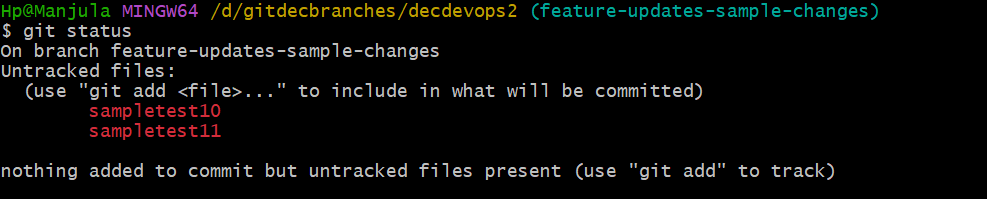 Hp@Manjula MINGW64 /d/gitdecbranches/decdevops2 (feature-updates-sample-changes)
$ git status
On branch feature-updates-sample-changes
Untracked files:
  (use "git add <file>..." to include in what will be committed)
        sampletest10
        sampletest11

nothing added to commit but untracked files present (use "git add" to track)